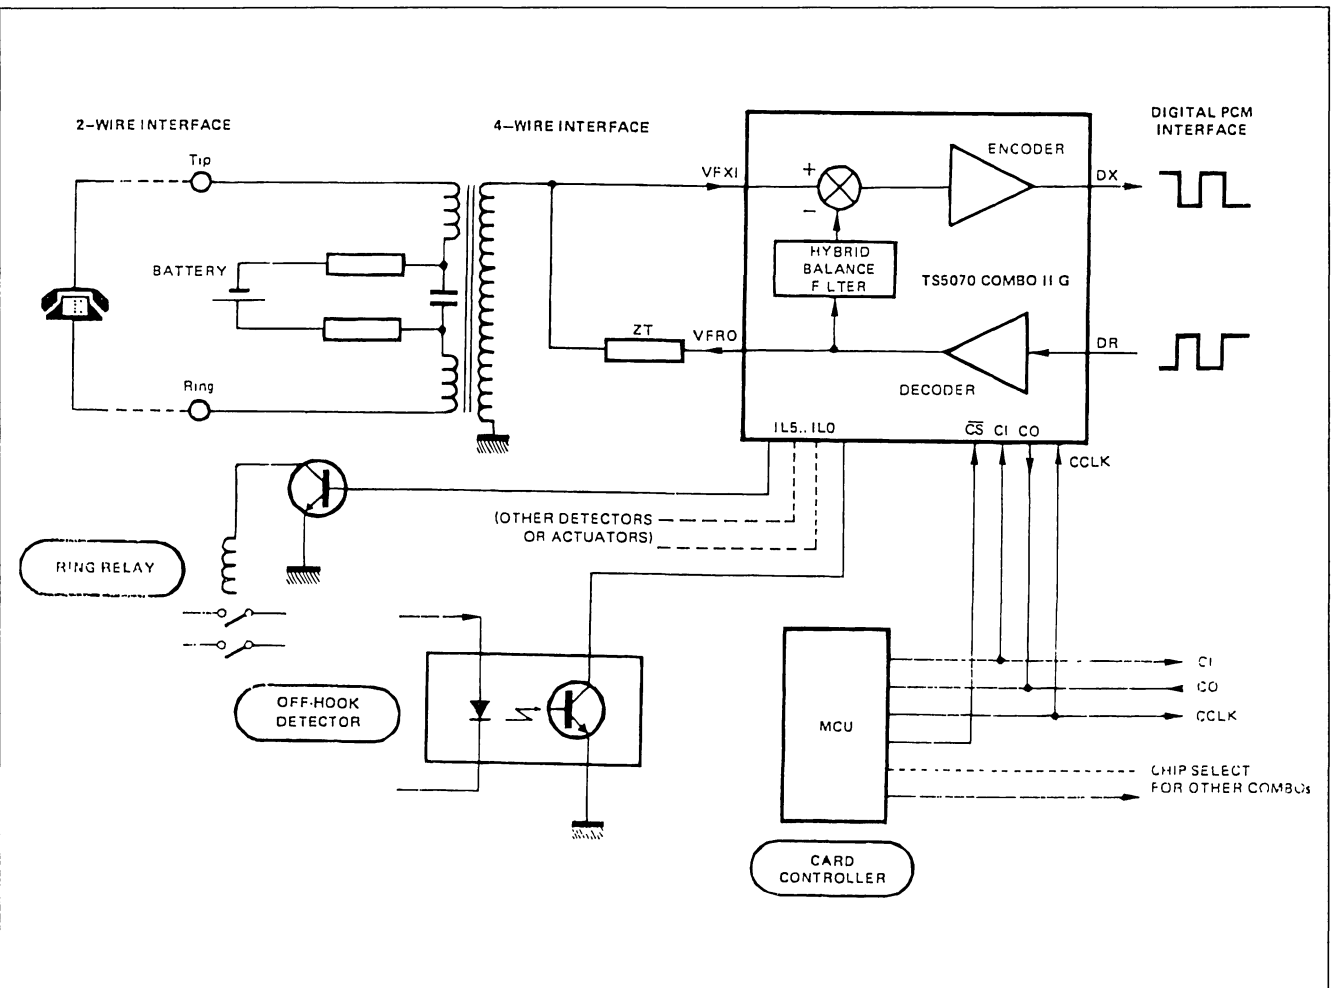 2-WIRE INTERFACE
4-WIRE INTERFACE
DIGITAL PCM
INTERFACE
Tip
VFXI
+
−
ENCODER
DX
HYBRID
BALANCE
F LTER
TS5070 COMBO II G
BATTERY
ZT
VFRO
DR
DECODER
Ring
IL5.. IL0
CS CI CO
CCLK
(OTHER DETECTORS
OR ACTUATORS)
RING RELAY
OFF-HOOK
DETECTOR
MCU
CI
CO
CCLK
CHIP SELECT
FOR OTHER COMBOs
CARD
CONTROLLER